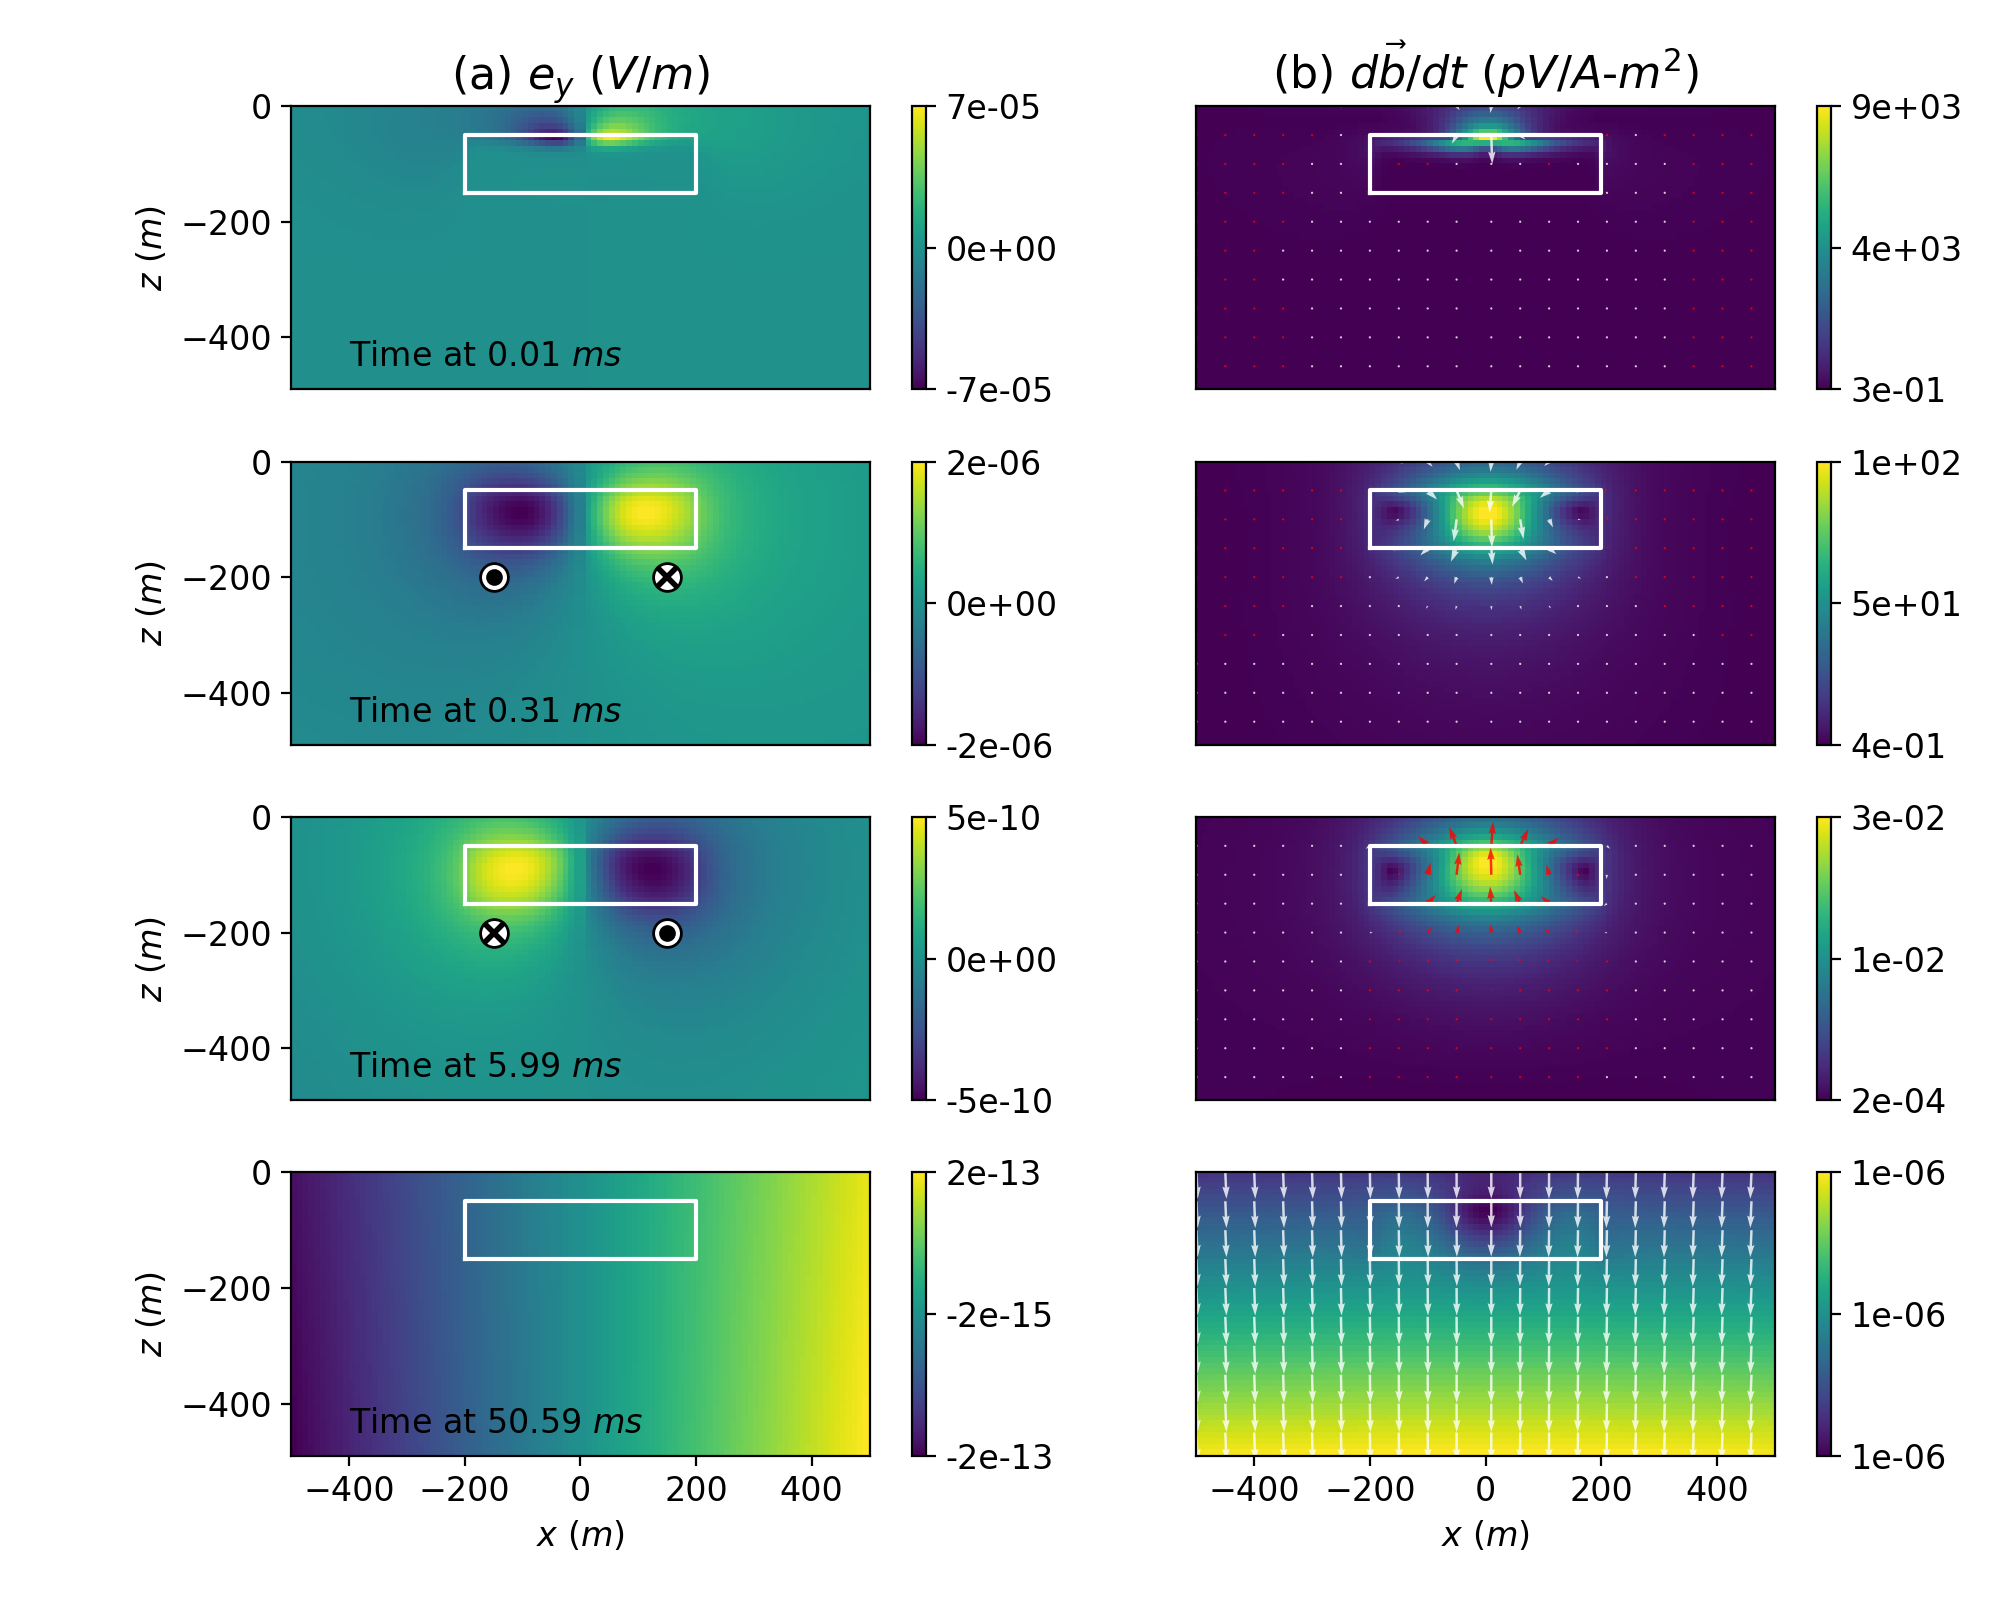 (a) e_y (V/m)
(b) d\vec{b}/dt (pV/A-m²)
0
−200
−400
z (m)
Time at 0.01 ms
7e-05
0e+00
-7e-05
9e+03
4e+03
3e-01
0
−200
−400
z (m)
Time at 0.31 ms
2e-06
0e+00
-2e-06
1e+02
5e+01
4e-01
0
−200
−400
z (m)
Time at 5.99 ms
5e-10
0e+00
-5e-10
3e-02
1e-02
2e-04
0
−200
−400
z (m)
Time at 50.59 ms
2e-13
-2e-15
-2e-13
1e-06
1e-06
1e-06
−400 −200 0 200 400
−400 −200 0 200 400
x (m)
x (m)